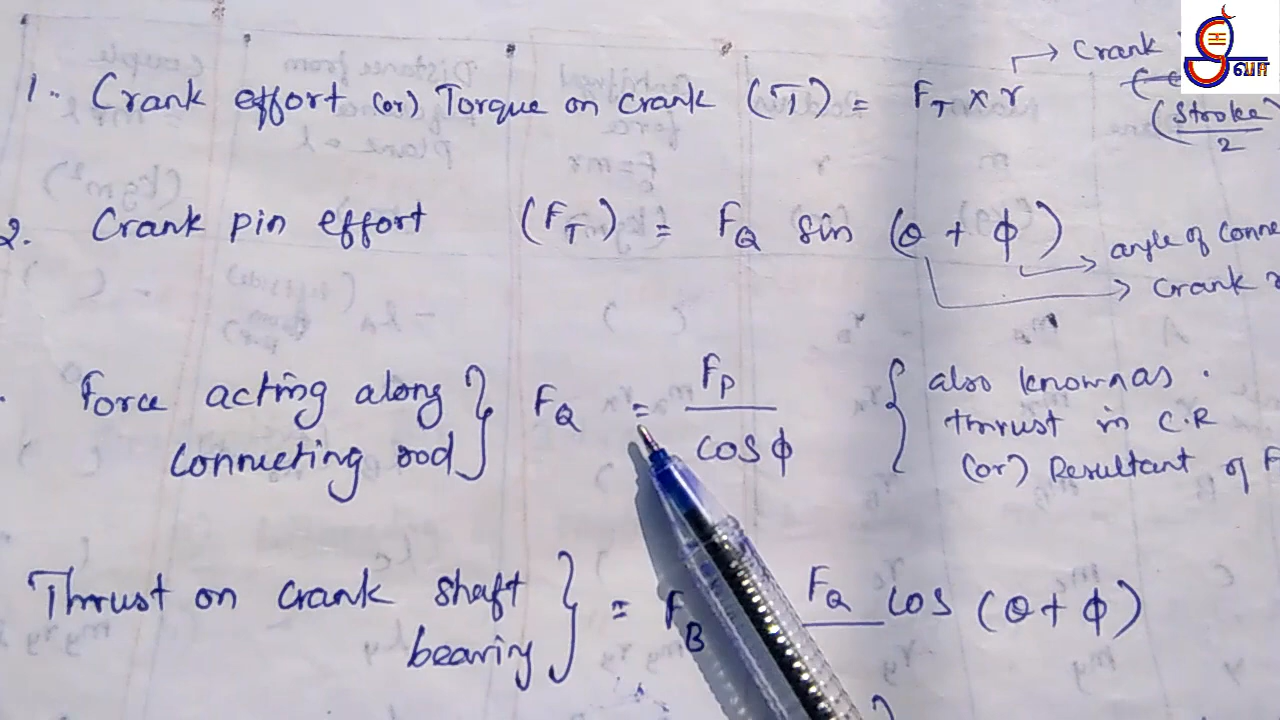 1. Crank effort (or) Torque on crank (T) = F_T × r → Crank
(Stroke)/2
2. Crank pin effort (F_T) = F_Q sin (θ + φ)
→ angle of conne
→ Crank
Force acting along } F_Q = F_P / cos φ { also known as
connecting rod thrust in C.R
(or) Resultant of F
Thrust on crank shaft } = F_B F_Q cos (θ + φ)
bearing
வா